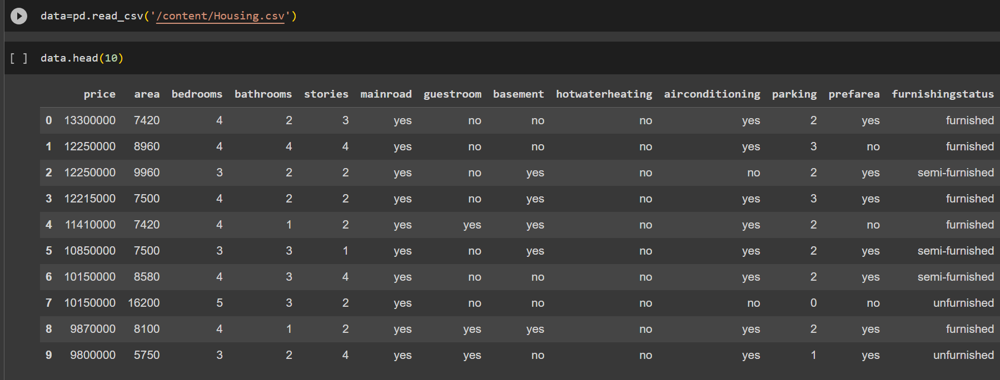 data=pd.read_csv('/content/Housing.csv')
[ ] data.head(10)
price area bedrooms bathrooms stories mainroad guestroom basement hotwaterheating airconditioning parking prefarea furnishingstatus
0 13300000 7420 4 2 3 yes no no no yes 2 yes furnished
1 12250000 8960 4 4 4 yes no no no yes 3 no furnished
2 12250000 9960 3 2 2 yes no yes no no 2 yes semi-furnished
3 12215000 7500 4 2 2 yes no yes no yes 3 yes furnished
4 11410000 7420 4 1 2 yes yes yes no yes 2 no furnished
5 10850000 7500 3 3 1 yes no yes no yes 2 yes semi-furnished
6 10150000 8580 4 3 4 yes no no no yes 2 yes semi-furnished
7 10150000 16200 5 3 2 yes no no no no 0 no unfurnished
8 9870000 8100 4 1 2 yes yes yes no yes 2 yes furnished
9 9800000 5750 3 2 4 yes yes no no yes 1 yes unfurnished